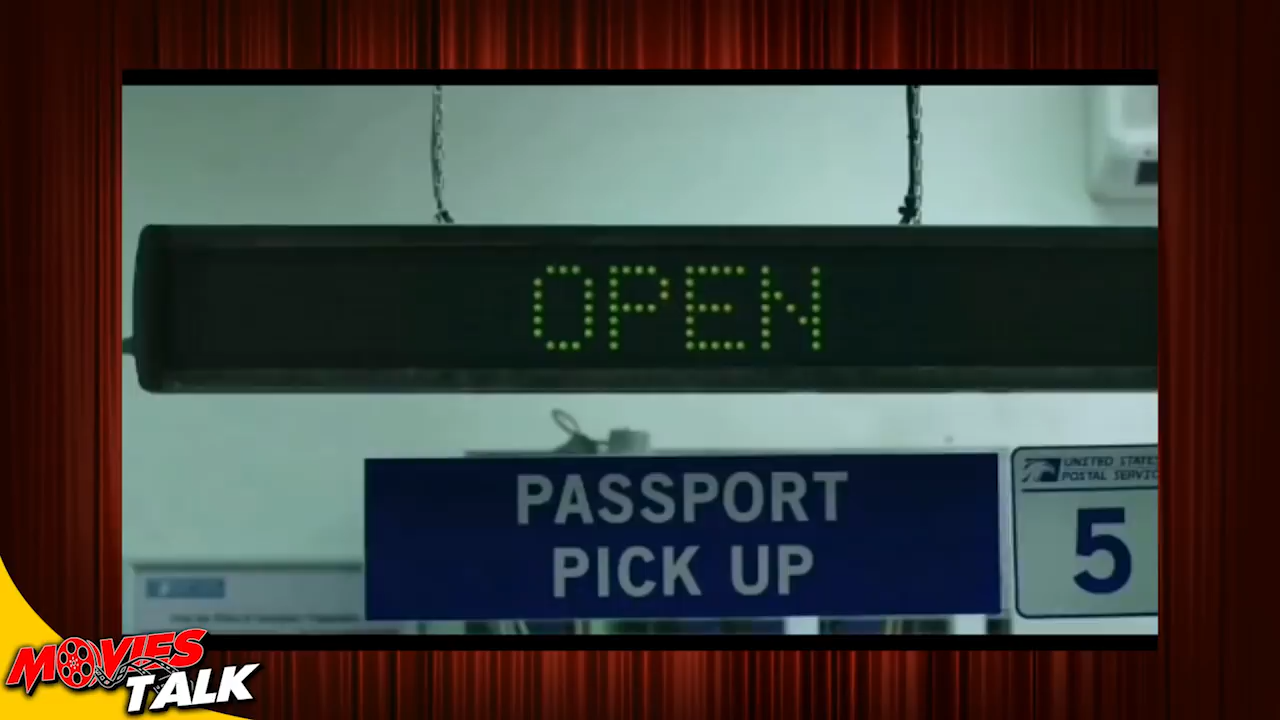 OPEN
PASSPORT
PICK UP
UNITED STATES
POSTAL SERVIC
5
MOVIES
TALK